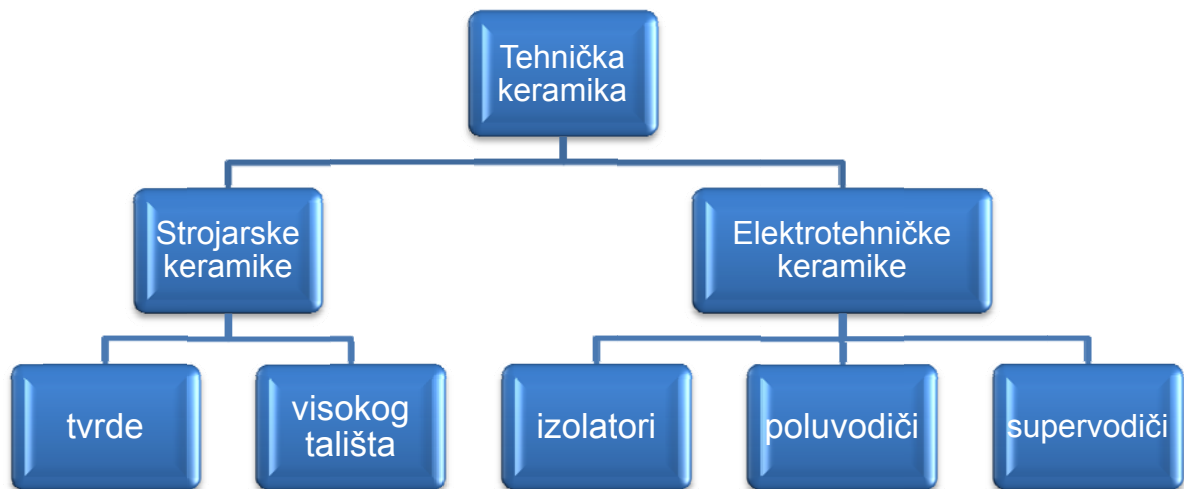 Tehnička
keramika
Strojarske
keramike
Elektrotehničke
keramike
tvrde
visokog
tališta
izolatori
poluvodiči
supervodiči